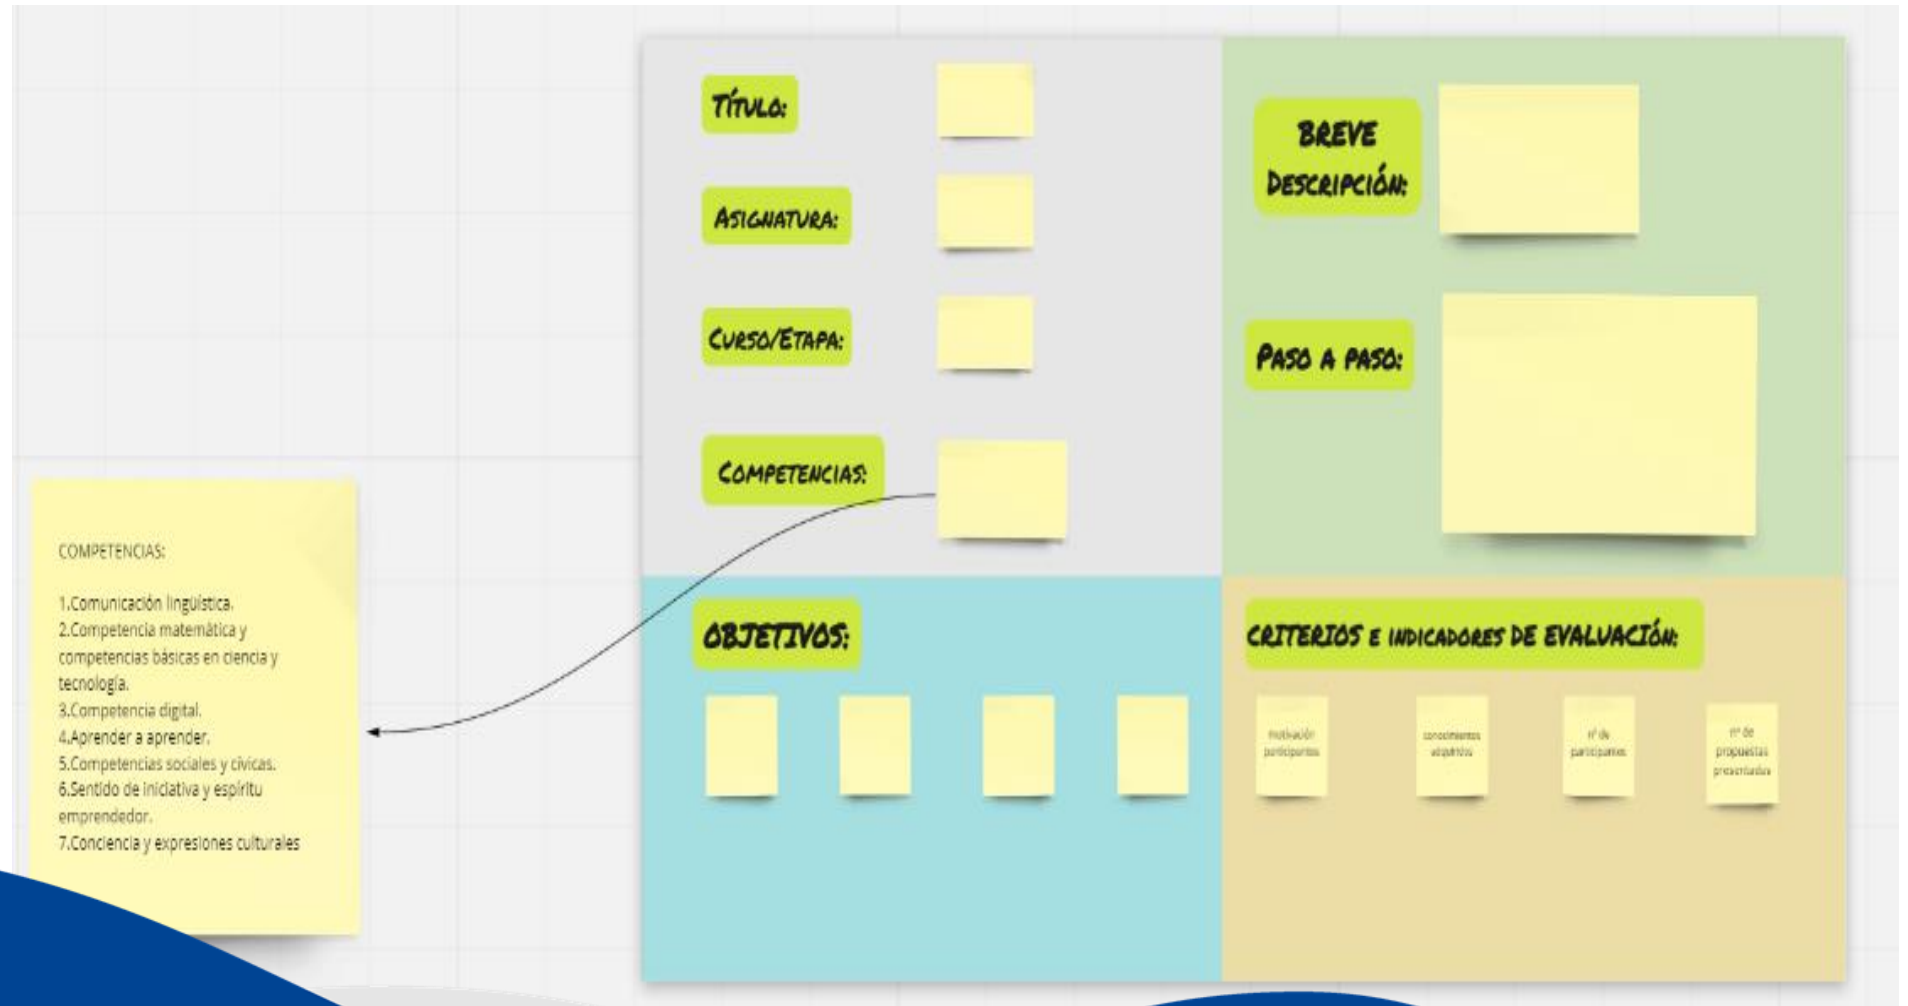 TÍTULO:
ASIGNATURA:
CURSO/ETAPA:
COMPETENCIAS:
BREVE
DESCRIPCIÓN:
PASO A PASO:
COMPETENCIAS:
1.Comunicación lingüística.
2.Competencia matemática y
competencias básicas en ciencia y
tecnología.
3.Competencia digital.
4.Aprender a aprender.
5.Competencias sociales y cívicas.
6.Sentido de iniciativa y espíritu
emprendedor.
7.Conciencia y expresiones culturales
OBJETIVOS:
CRITERIOS E INDICADORES DE EVALUACIÓN:
motivación
participantes
conocimientos
adquiridos
nº de
participantes
nº de
propuestas
presentadas